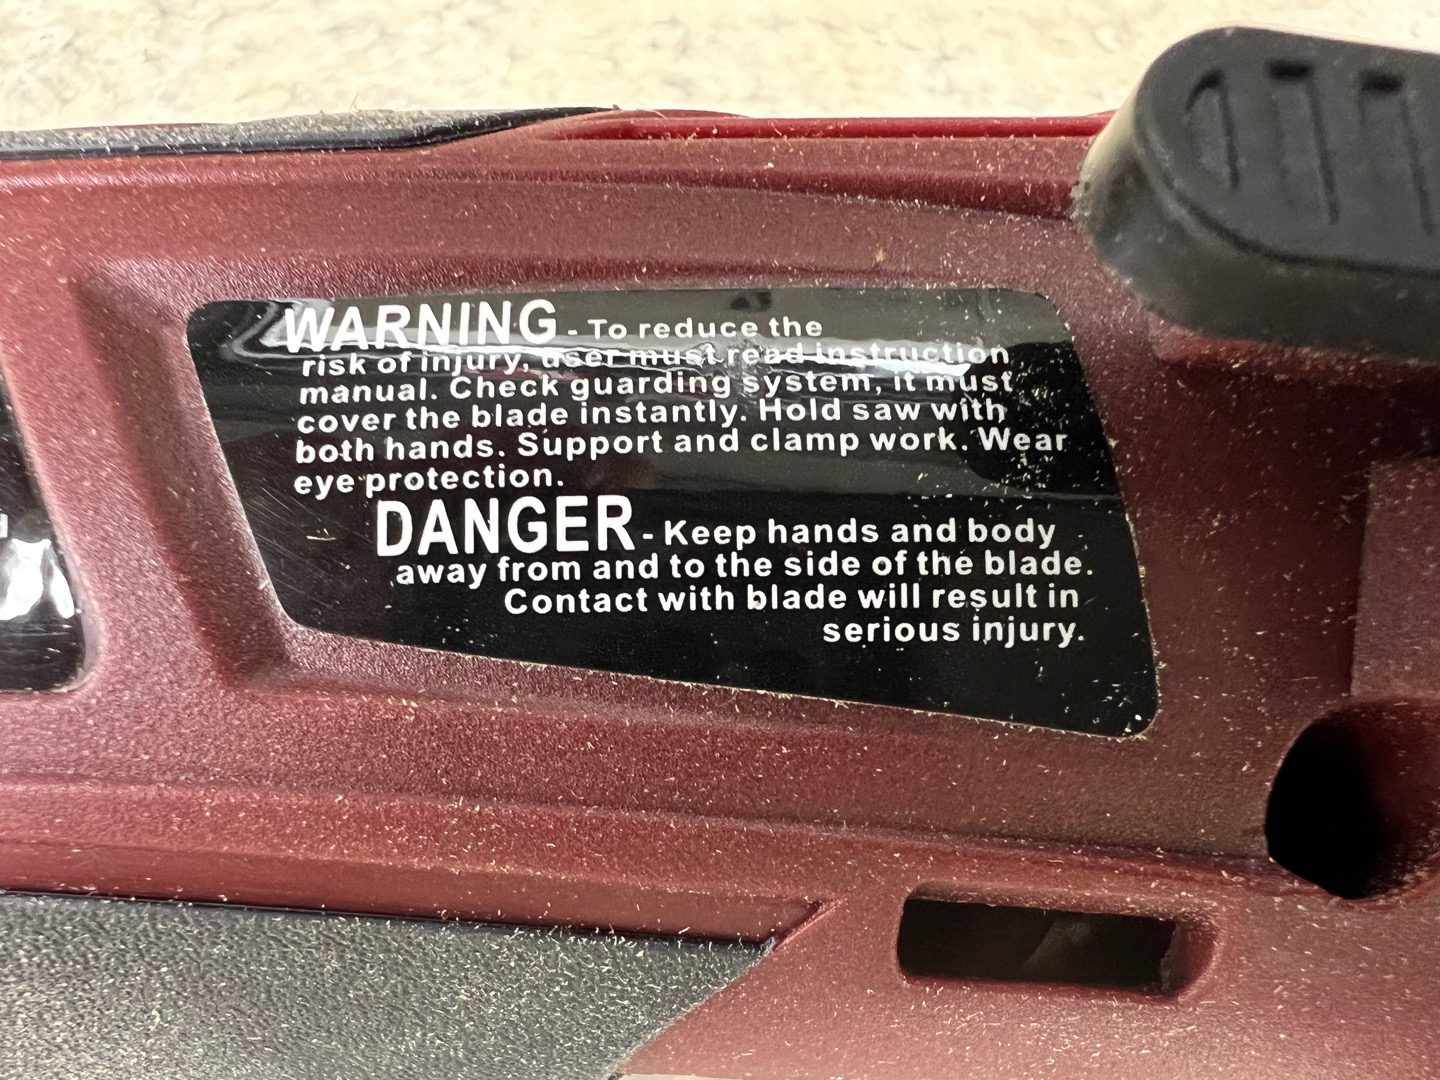 WARNING - To reduce the
risk of injury, user must read instruction
manual. Check guarding system, it must
cover the blade instantly. Hold saw with
both hands. Support and clamp work. Wear
eye protection.
DANGER - Keep hands and body
away from and to the side of the blade.
Contact with blade will result in
serious injury.